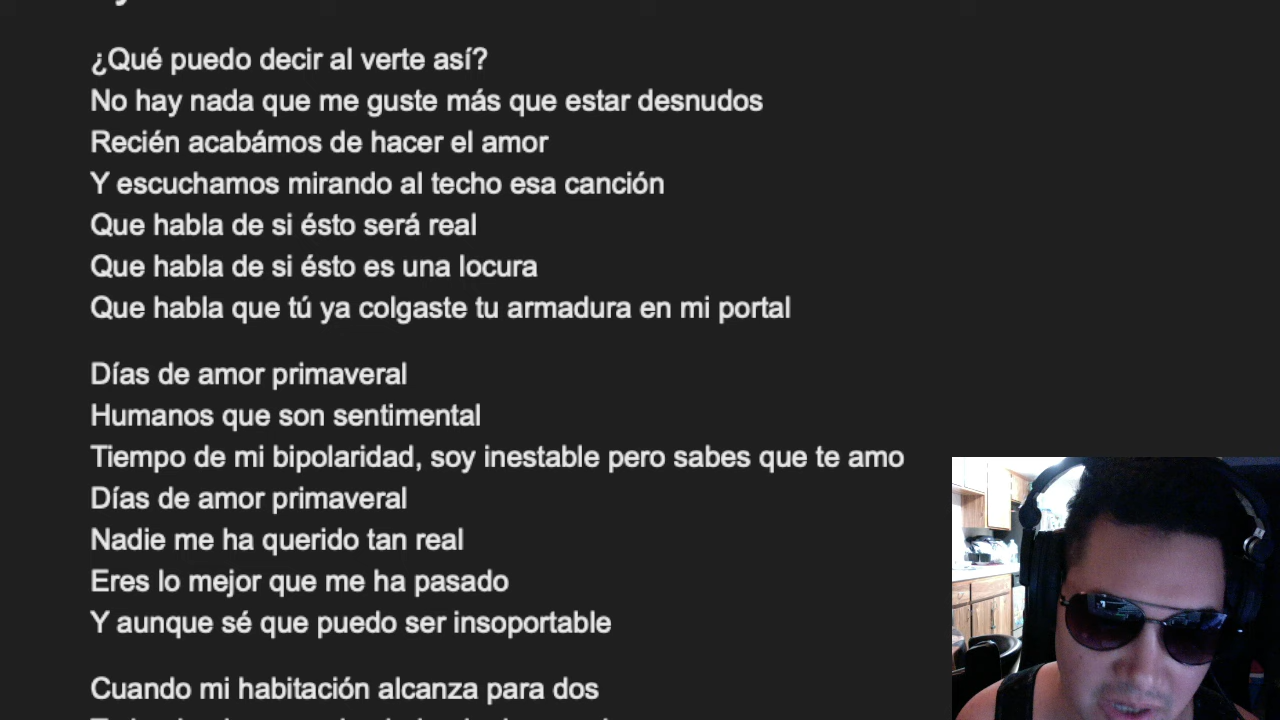 ¿Qué puedo decir al verte así?
No hay nada que me guste más que estar desnudos
Recién acabámos de hacer el amor
Y escuchamos mirando al techo esa canción
Que habla de si ésto será real
Que habla de si ésto es una locura
Que habla que tú ya colgaste tu armadura en mi portal
Días de amor primaveral
Humanos que son sentimental
Tiempo de mi bipolaridad, soy inestable pero sabes que te amo
Días de amor primaveral
Nadie me ha querido tan real
Eres lo mejor que me ha pasado
Y aunque sé que puedo ser insoportable
Cuando mi habitación alcanza para dos